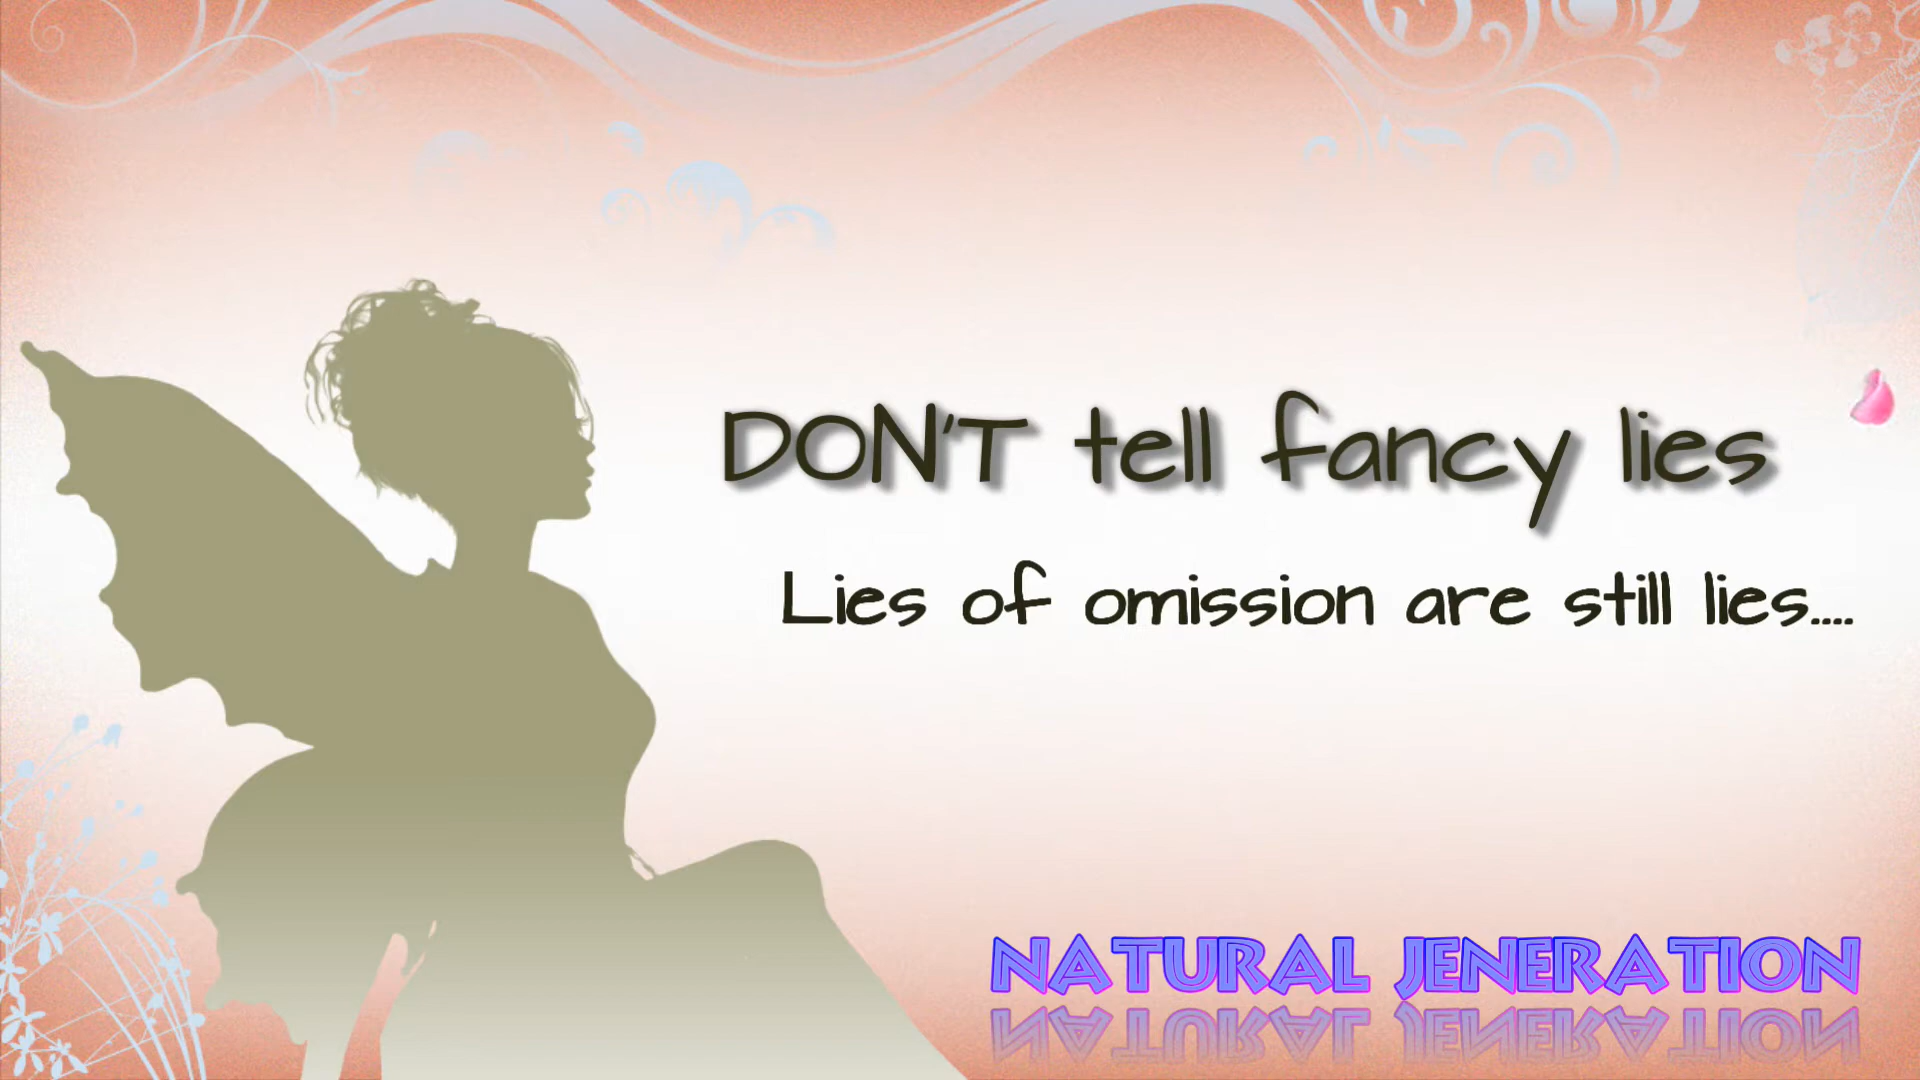 DON'T tell fancy lies
Lies of omission are still lies....
NATURAL JENERATION